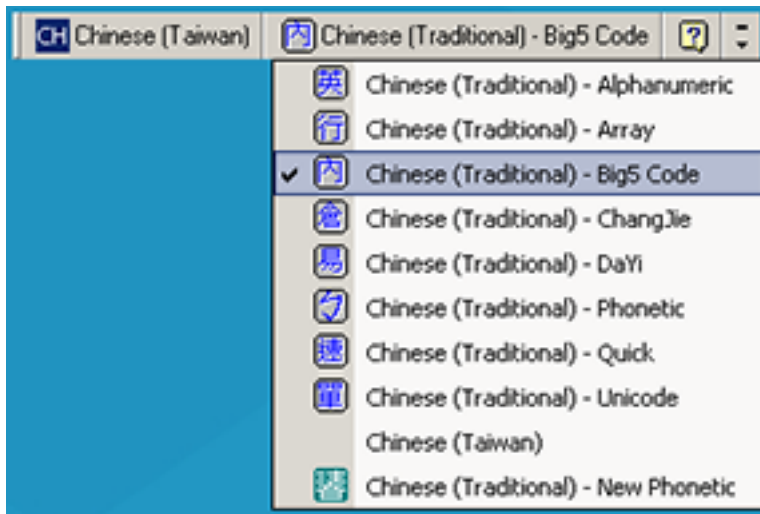 CH Chinese (Taiwan) 內 Chinese (Traditional) - Big5 Code ?
英 Chinese (Traditional) - Alphanumeric
行 Chinese (Traditional) - Array
內 Chinese (Traditional) - Big5 Code
倉 Chinese (Traditional) - ChangJie
易 Chinese (Traditional) - DaYi
ㄅ Chinese (Traditional) - Phonetic
速 Chinese (Traditional) - Quick
單 Chinese (Traditional) - Unicode
Chinese (Taiwan)
Chinese (Traditional) - New Phonetic